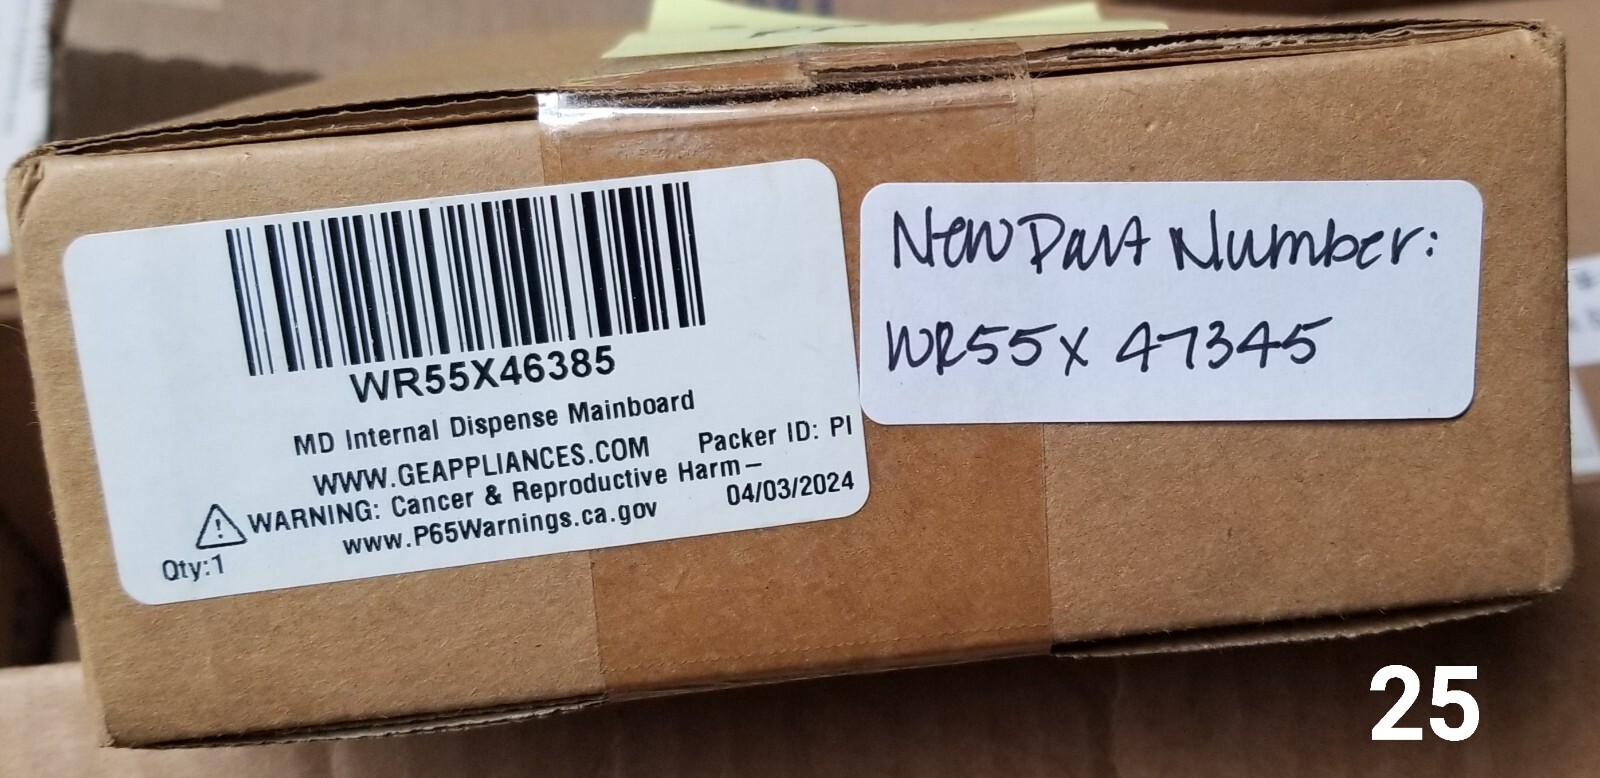 WR55X46385
MD Internal Dispense Mainboard
WWW.GEAPPLIANCES.COM Packer ID: PI
WARNING: Cancer & Reproductive Harm—
www.P65Warnings.ca.gov 04/03/2024
Qty:1
New Part Number:
WR55X 47345
25